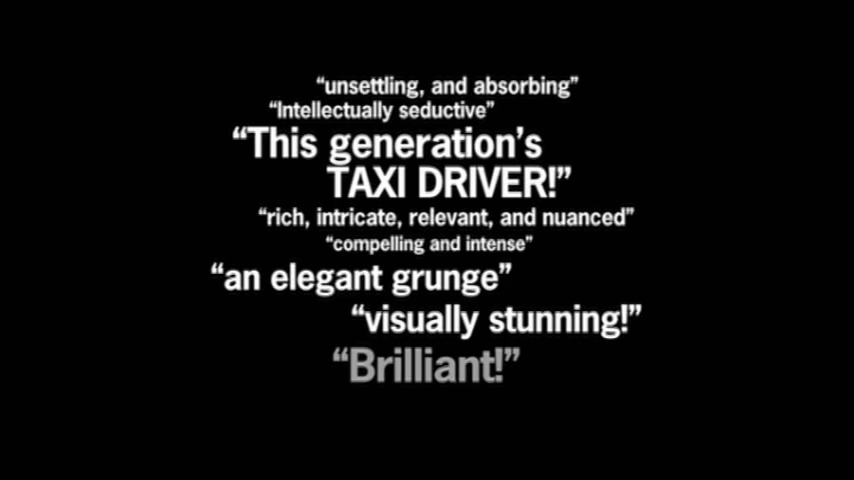 “unsettling, and absorbing”
“Intellectually seductive”
“This generation’s
TAXI DRIVER!”
“rich, intricate, relevant, and nuanced”
“compelling and intense”
“an elegant grunge”
“visually stunning!”
“Brilliant!”